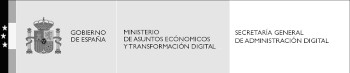 GOBIERNO
DE ESPAÑA
MINISTERIO
DE ASUNTOS ECONÓMICOS
Y TRANSFORMACIÓN DIGITAL
SECRETARÍA GENERAL
DE ADMINISTRACIÓN DIGITAL